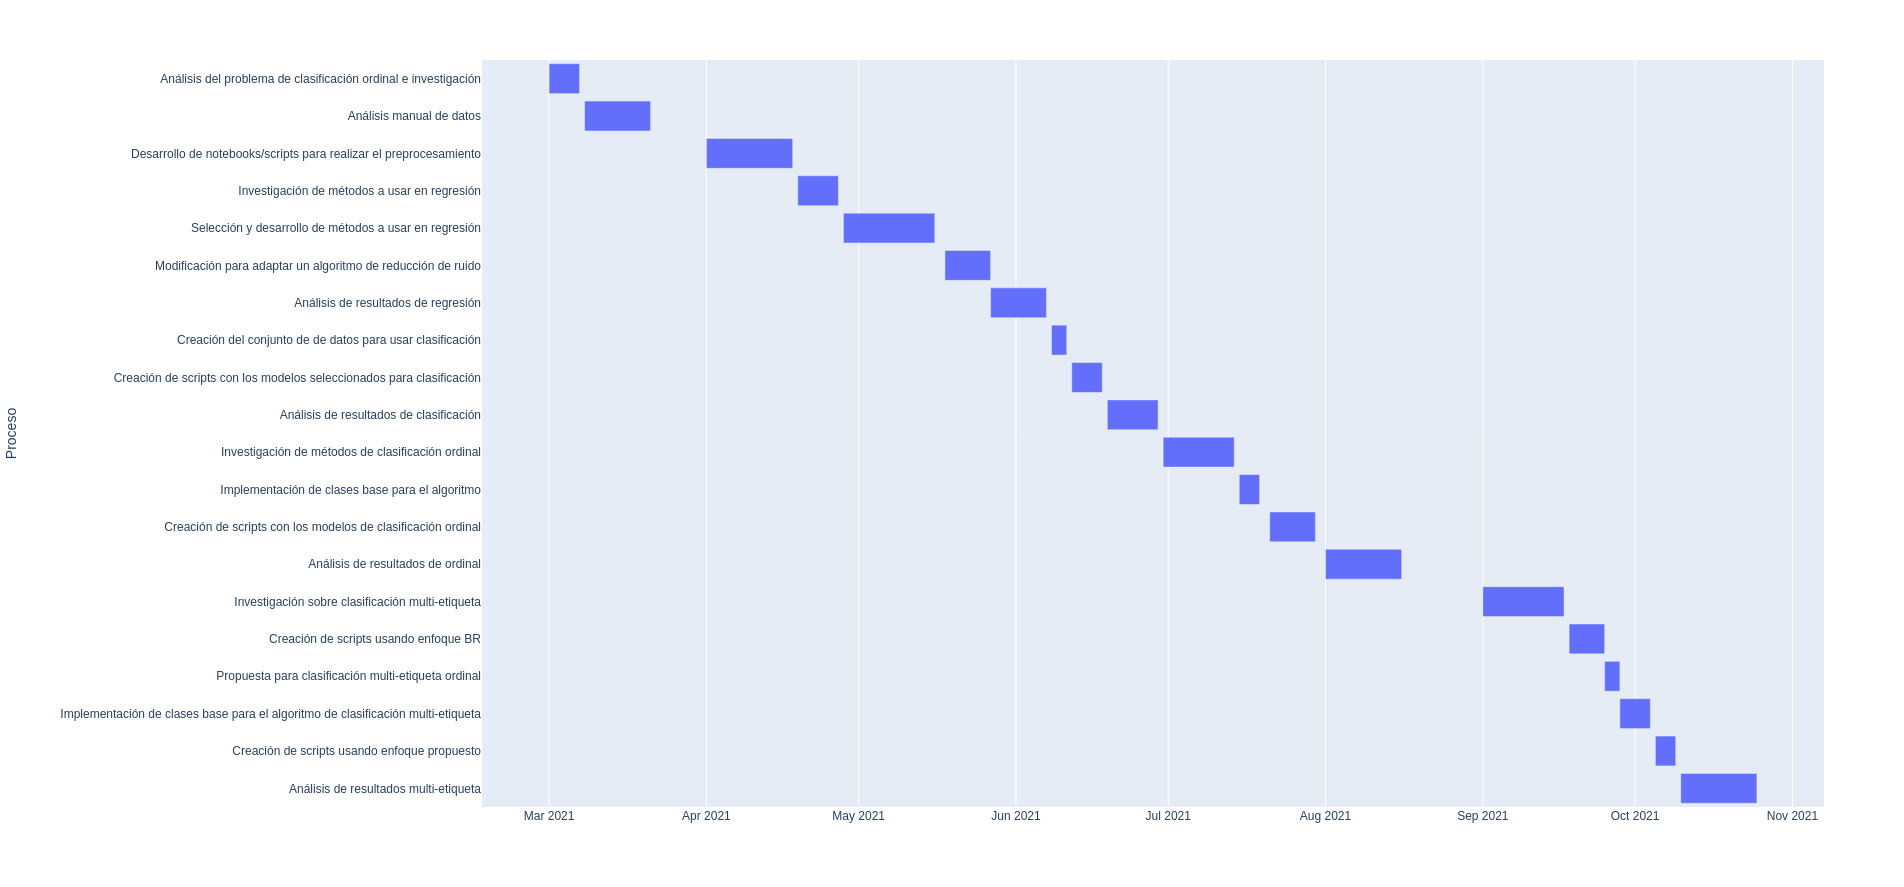 Análisis del problema de clasificación ordinal e investigación
Análisis manual de datos
Desarrollo de notebooks/scripts para realizar el preprocesamiento
Investigación de métodos a usar en regresión
Selección y desarrollo de métodos a usar en regresión
Modificación para adaptar un algoritmo de reducción de ruido
Análisis de resultados de regresión
Creación del conjunto de de datos para usar clasificación
Creación de scripts con los modelos seleccionados para clasificación
Análisis de resultados de clasificación
Investigación de métodos de clasificación ordinal
Implementación de clases base para el algoritmo
Creación de scripts con los modelos de clasificación ordinal
Análisis de resultados de ordinal
Investigación sobre clasificación multi-etiqueta
Creación de scripts usando enfoque BR
Propuesta para clasificación multi-etiqueta ordinal
Implementación de clases base para el algoritmo de clasificación multi-etiqueta
Creación de scripts usando enfoque propuesto
Análisis de resultados multi-etiqueta
Proceso
Mar 2021 Apr 2021 May 2021 Jun 2021 Jul 2021 Aug 2021 Sep 2021 Oct 2021 Nov 2021